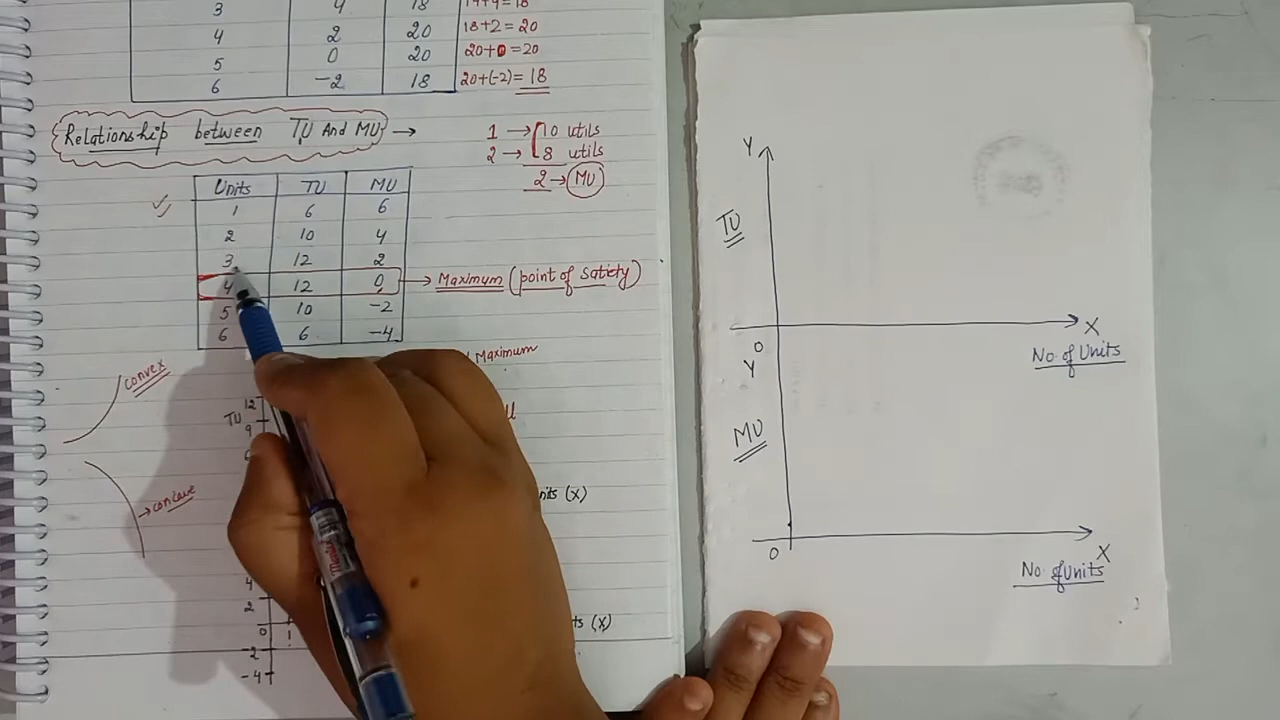 3 4 18 14+4=18
4 2 20 18+2=20
5 0 20 20+0=20
6 -2 18 20+(-2)=18
Relationship between TU And MU →
1 → 10 utils
2 → 8 utils
2 → MU
Units TU MU
1 6 6
2 10 4
3 12 2
4 12 0 → Maximum (point of Satiety)
5 10 -2
6 6 -4
Maximum
convex
12
TU
9
→ concave
nits (X)
4
2
0 1
ts (X)
-2
-4
Y
TU
X
O
No. of Units
Y
MU
O
X
No. of Units